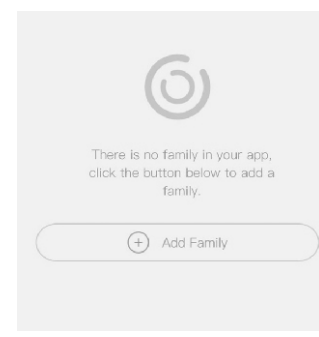 There is no family in your app,
click the button below to add a
family.
Add Family